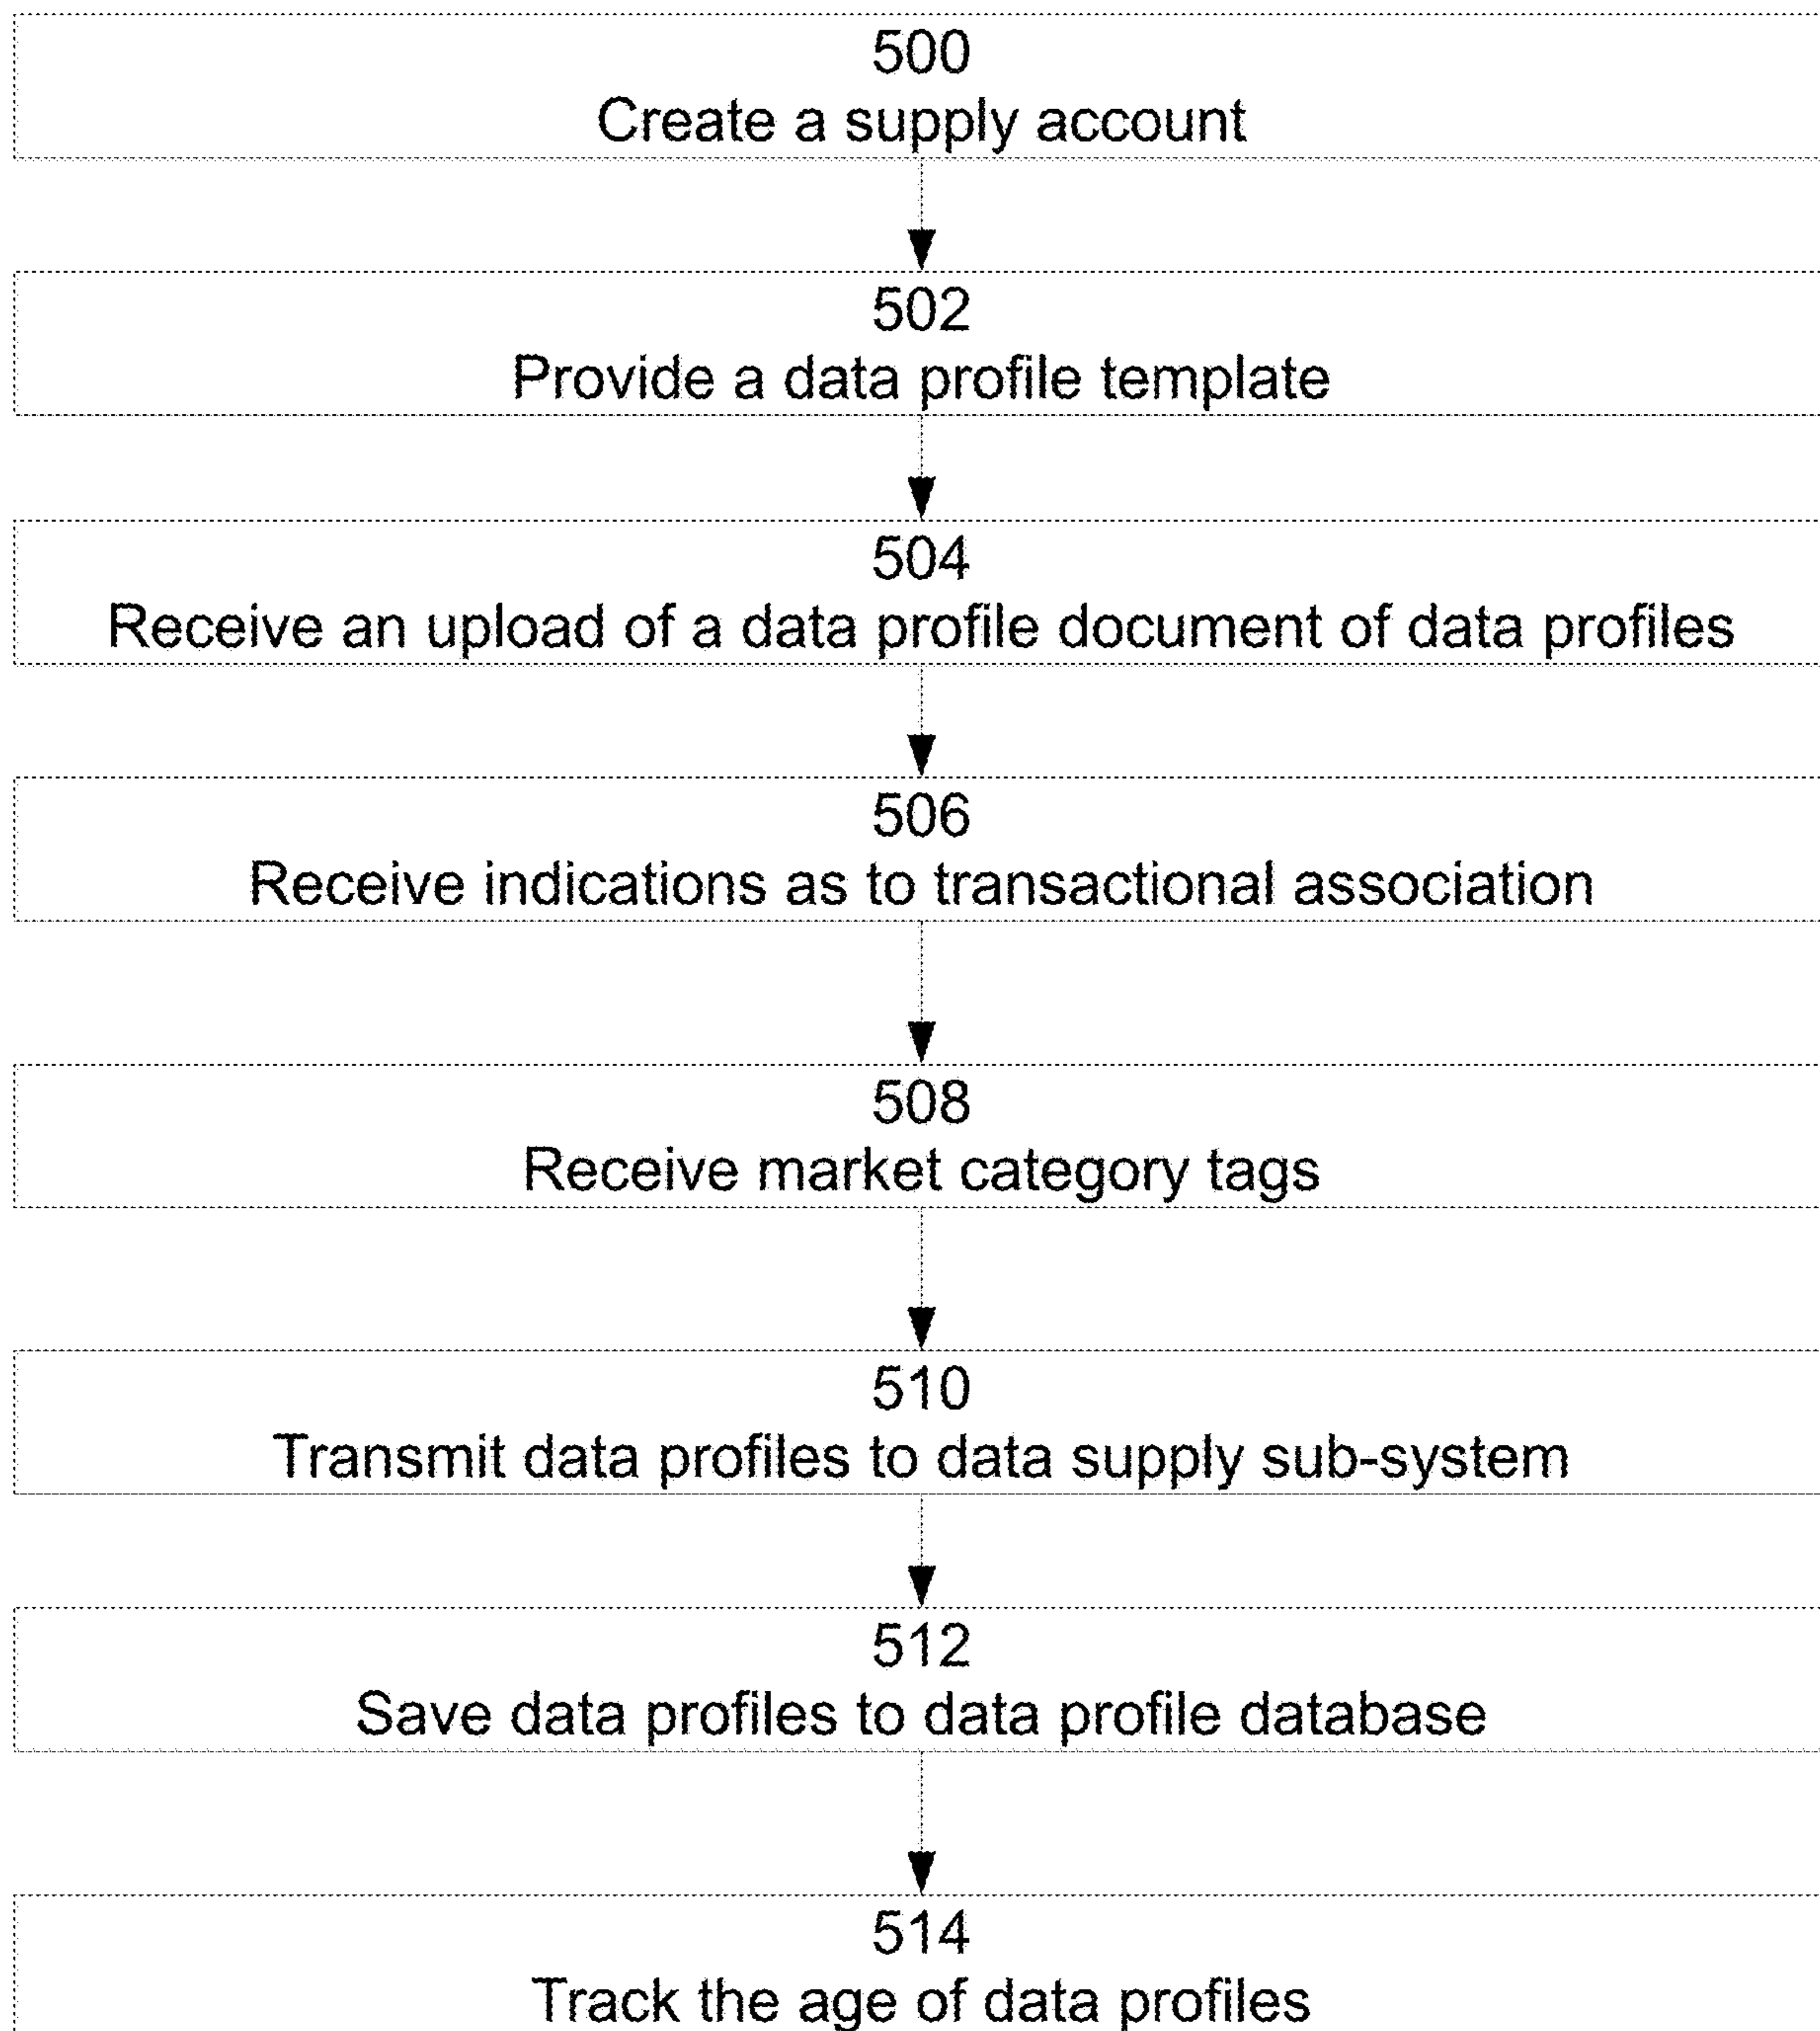 500
Create a supply account
502
Provide a data profile template
504
Receive an upload of a data profile document of data profiles
506
Receive indications as to transactional association
508
Receive market category tags
510
Transmit data profiles to data supply sub-system
512
Save data profiles to data profile database
514
Track the age of data profiles